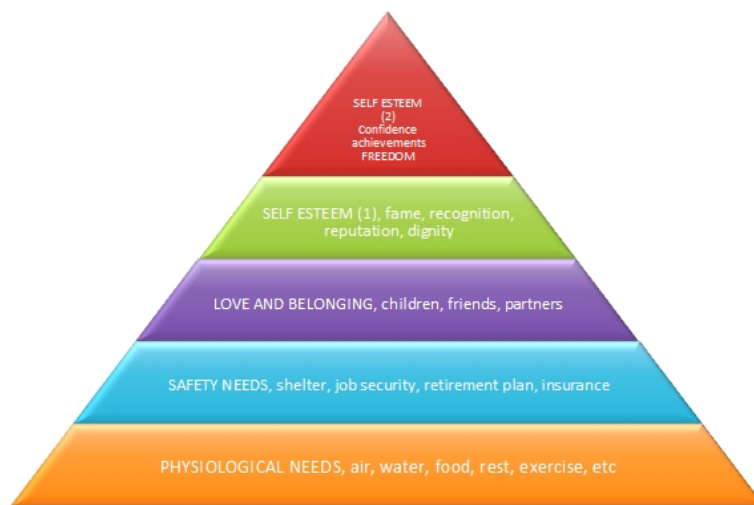 SELF ESTEEM
(2)
Confidence
achievements
FREEDOM
SELF ESTEEM (1), fame, recognition,
reputation, dignity
LOVE AND BELONGING, children, friends, partners
SAFETY NEEDS, shelter, job security, retirement plan, insurance
PHYSIOLOGICAL NEEDS, air, water, food, rest, exercise, etc